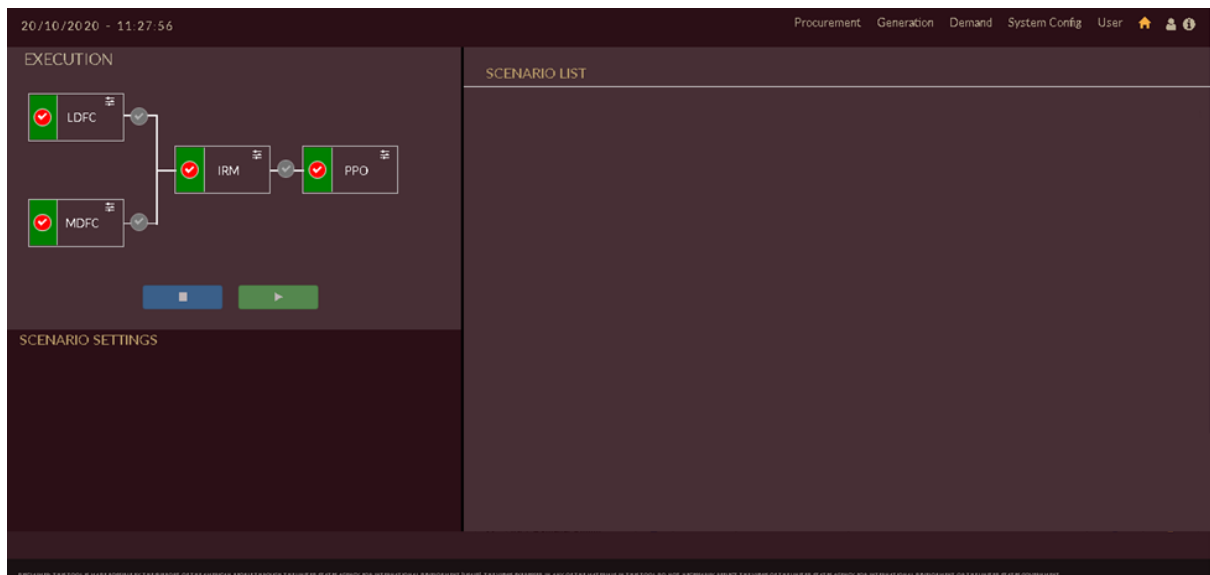 20/10/2020 - 11:27:56
Procurement Generation Demand System Config User
EXECUTION
LDFC
IRM
PPO
MDFC
SCENARIO SETTINGS
SCENARIO LIST